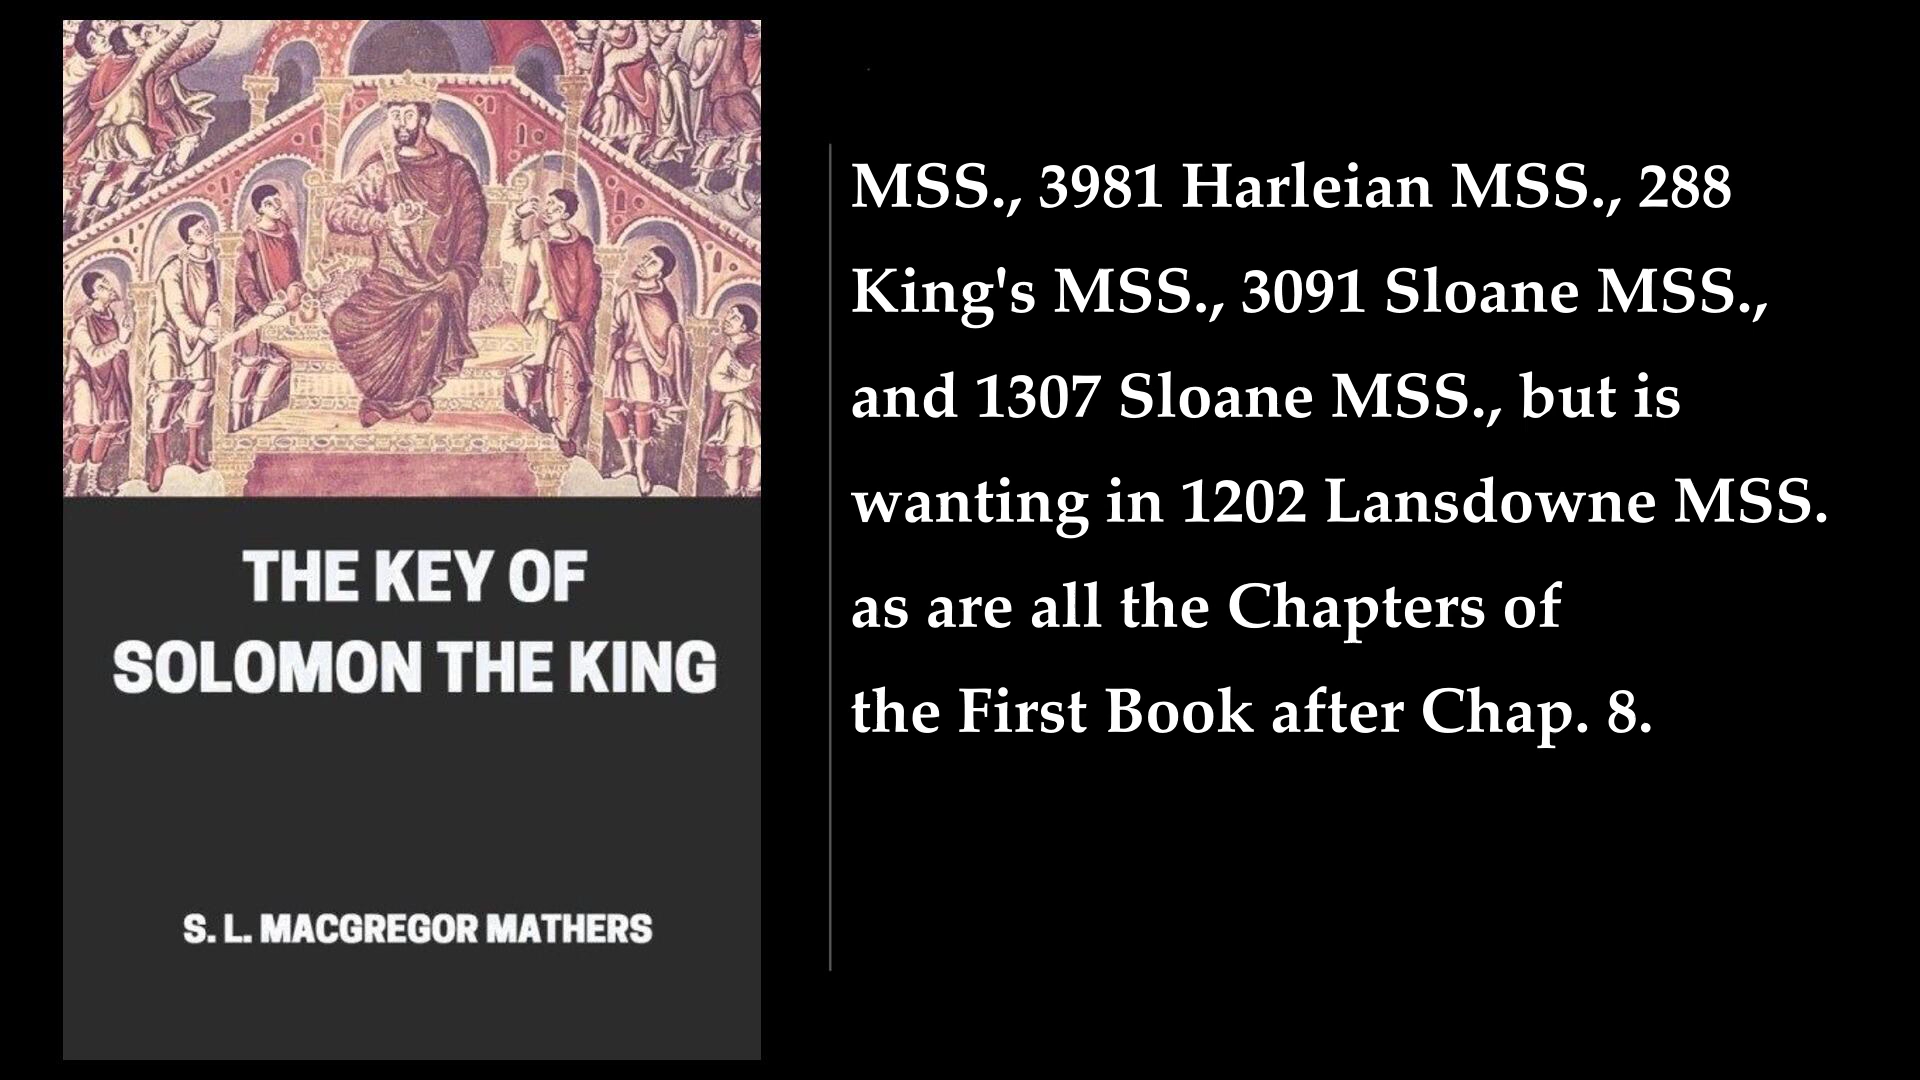 THE KEY OF
SOLOMON THE KING
S. L. MACGREGOR MATHERS
MSS., 3981 Harleian MSS., 288
King's MSS., 3091 Sloane MSS.,
and 1307 Sloane MSS., but is
wanting in 1202 Lansdowne MSS.
as are all the Chapters of
the First Book after Chap. 8.